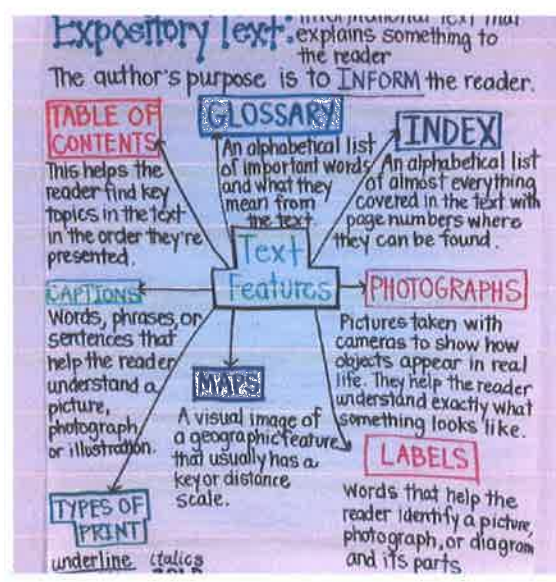 Expository Text: informational text that
explains something to
the reader
The author's purpose is to INFORM the reader.
TABLE OF
CONTENTS
This helps the
reader find key
topics in the text
in the order they're
presented.
GLOSSARY
An alphabetical list
of important words
and what they
mean from
the text.
INDEX
An alphabetical list
of almost everything
covered in the text with
page numbers where
they can be found.
Text
Features
CAPTIONS
Words, phrases, or
sentences that
help the reader
understand a
picture,
photograph,
or illustration.
MAPS
A visual image of
a geographic feature
that usually has a
key or distance
scale.
PHOTOGRAPHS
Pictures taken with
cameras to show how
objects appear in real
life. They help the reader
understand exactly what
something looks like.
LABELS
Words that help the
reader identify a picture,
photograph, or diagram
and its parts
TYPES OF
PRINT
underline italics
BOLD